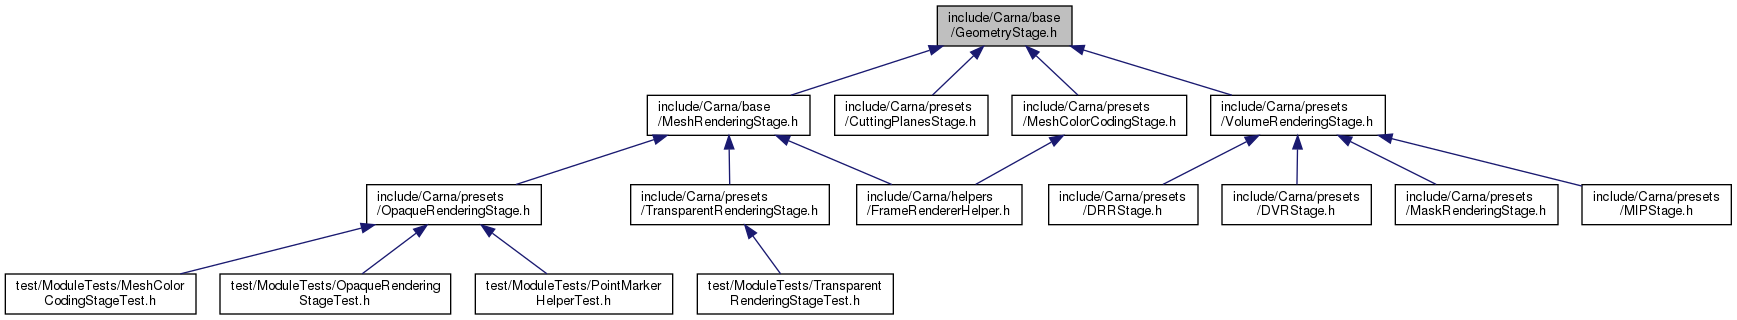 include/Carna/base
/GeometryStage.h
include/Carna/base
/MeshRenderingStage.h
include/Carna/presets
/CuttingPlanesStage.h
include/Carna/presets
/MeshColorCodingStage.h
include/Carna/presets
/VolumeRenderingStage.h
include/Carna/presets
/OpaqueRenderingStage.h
include/Carna/presets
/TransparentRenderingStage.h
include/Carna/helpers
/FrameRendererHelper.h
include/Carna/presets
/DRRStage.h
include/Carna/presets
/DVRStage.h
include/Carna/presets
/MaskRenderingStage.h
include/Carna/presets
/MIPStage.h
test/ModuleTests/MeshColor
CodingStageTest.h
test/ModuleTests/OpaqueRendering
StageTest.h
test/ModuleTests/PointMarker
HelperTest.h
test/ModuleTests/Transparent
RenderingStageTest.h